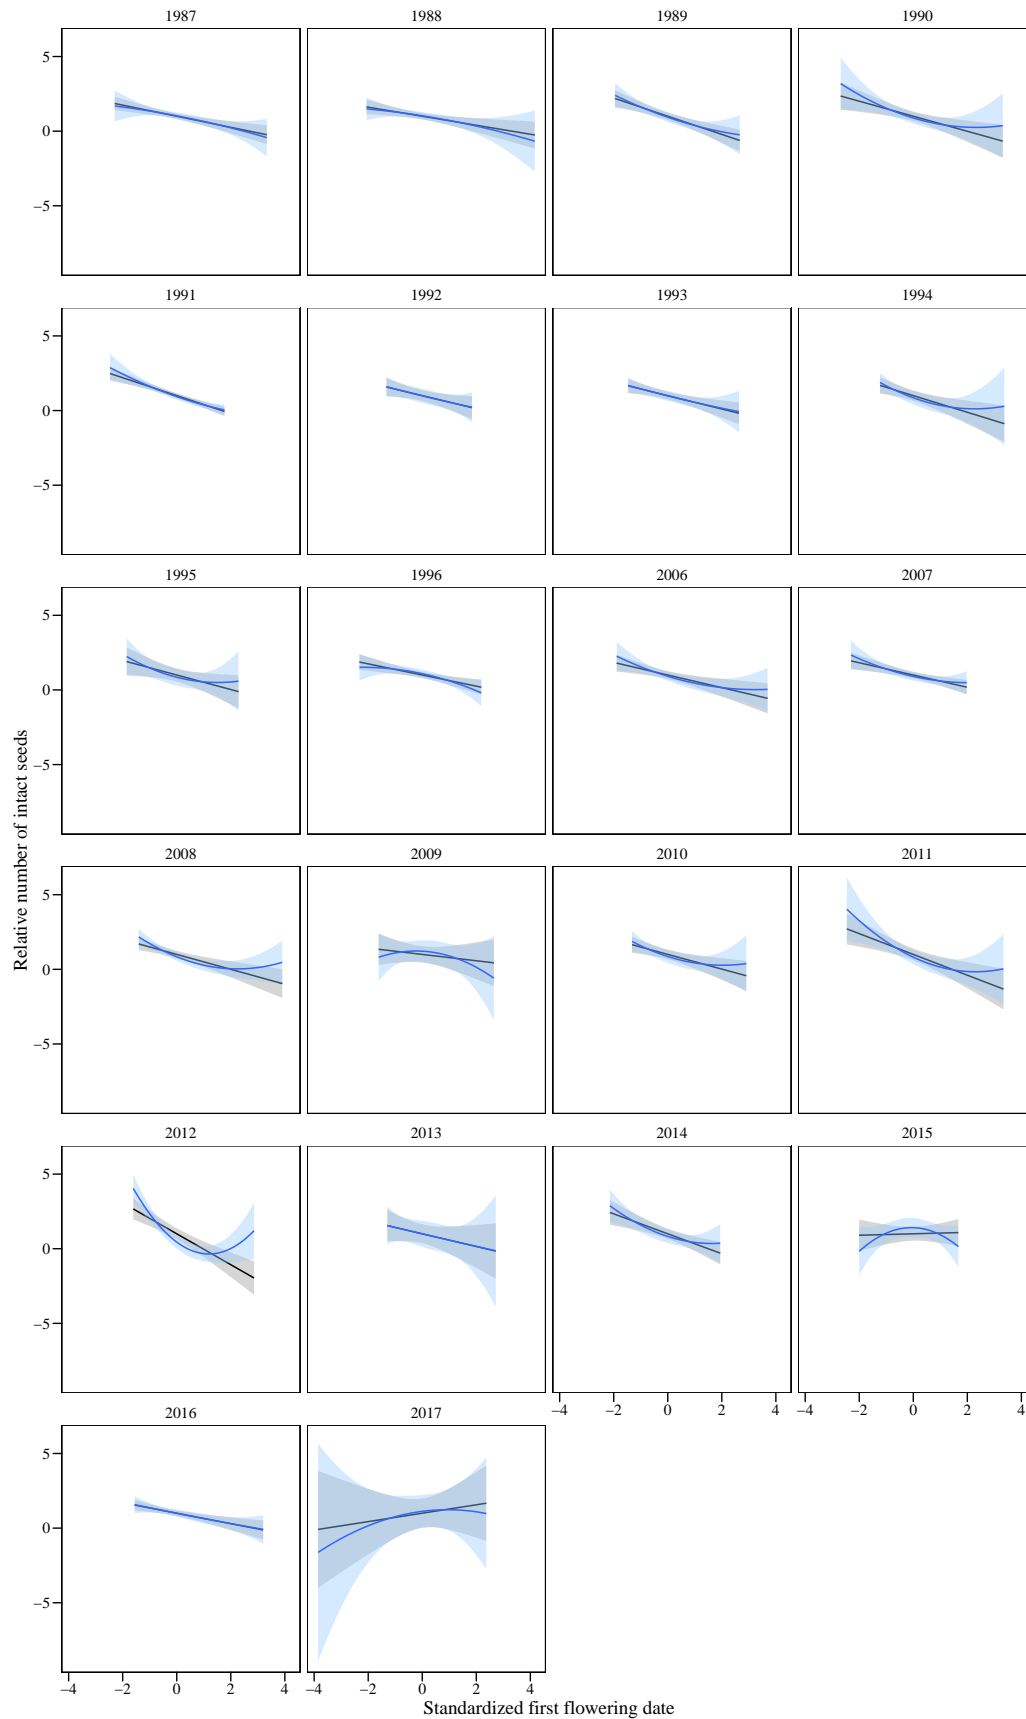 1987 1988 1989 1990
5
0
−5
1991 1992 1993 1994
5
0
−5
1995 1996 2006 2007
5
0
−5
2008 2009 2010 2011
5
0
−5
2012 2013 2014 2015
5
0
−5
−4 −2 0 2 4 −4 −2 0 2 4
2016 2017
5
0
−5
−4 −2 0 2 4 −4 −2 0 2 4
Relative number of intact seeds
Standardized first flowering date